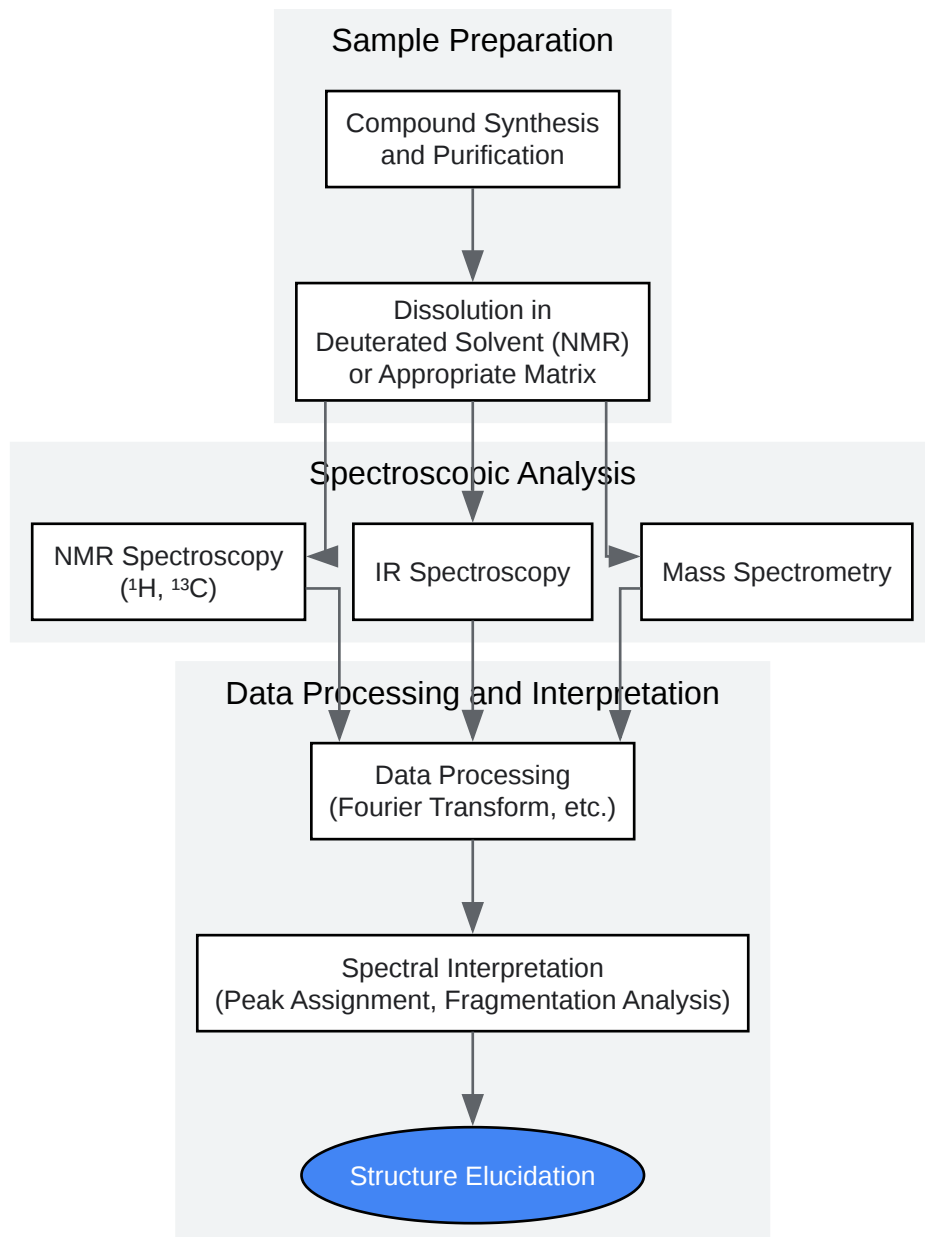 Sample Preparation
Compound Synthesis
and Purification
Dissolution in
Deuterated Solvent (NMR)
or Appropriate Matrix
Spectroscopic Analysis
NMR Spectroscopy
(¹H, ¹³C)
IR Spectroscopy
Mass Spectrometry
Data Processing and Interpretation
Data Processing
(Fourier Transform, etc.)
Spectral Interpretation
(Peak Assignment, Fragmentation Analysis)
Structure Elucidation